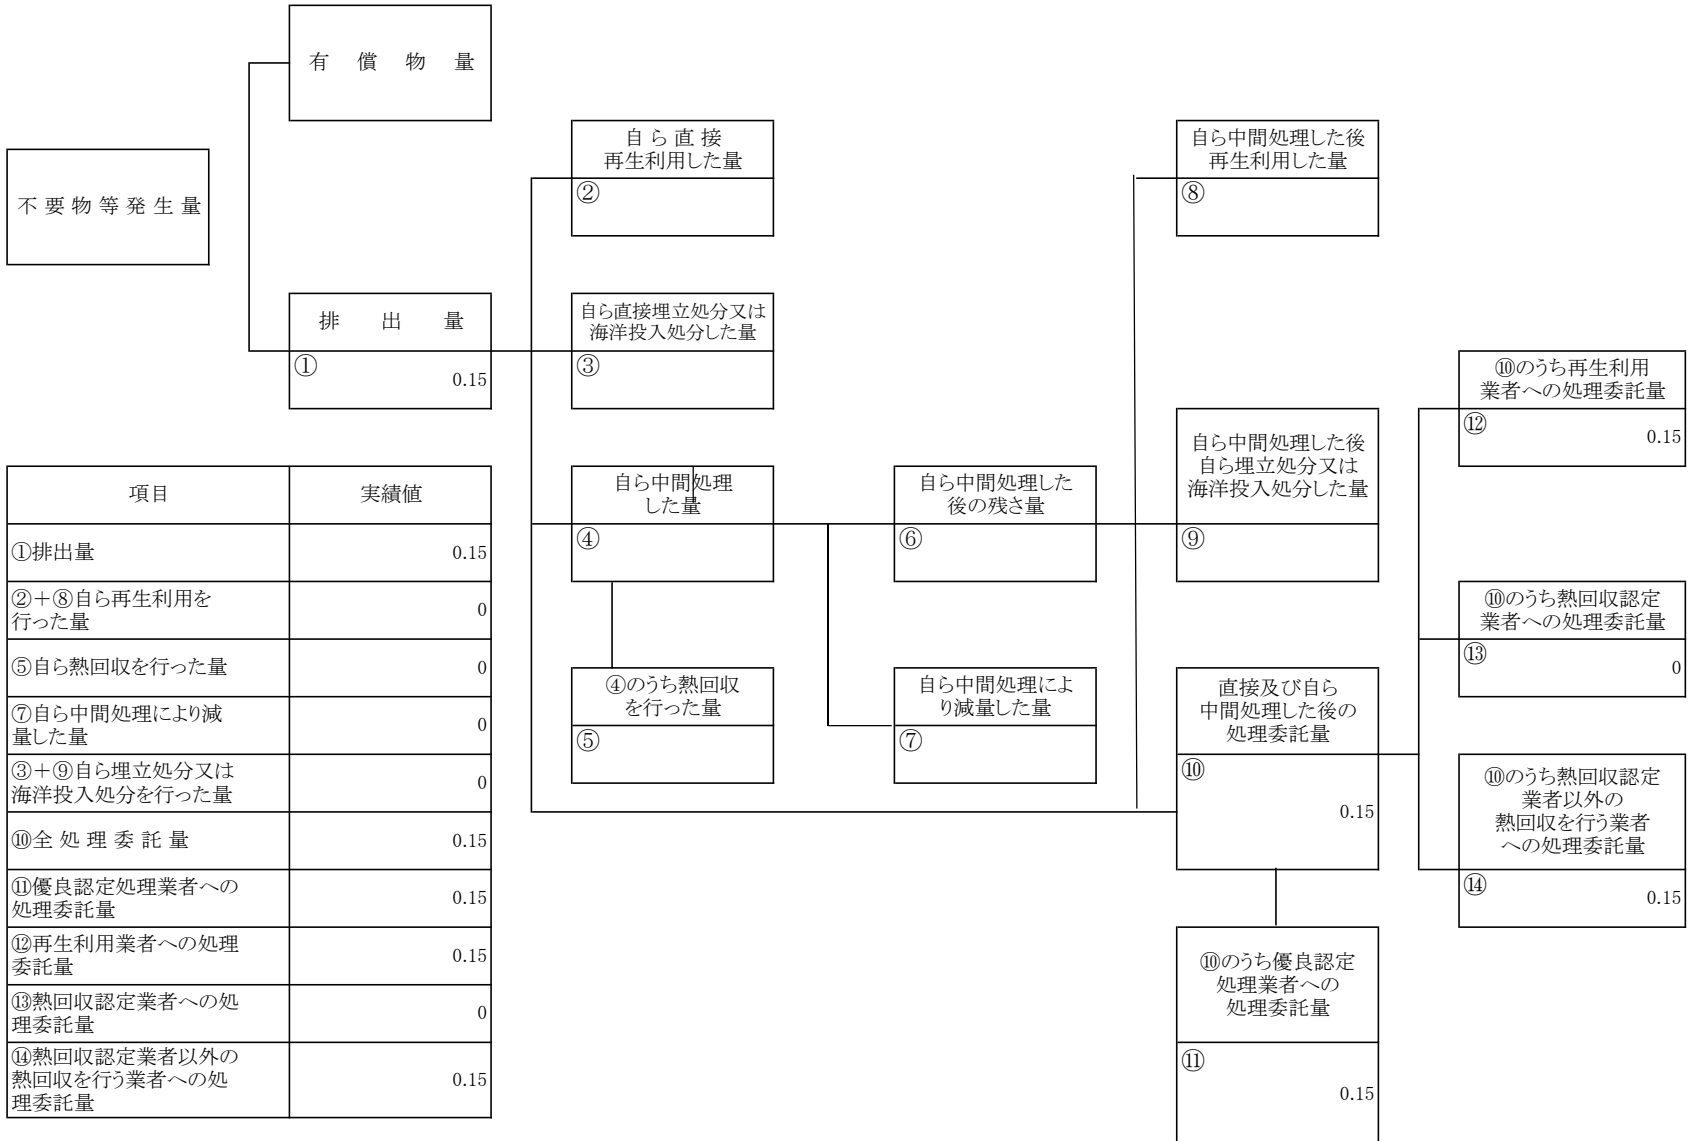 有　償　物　量
不 要 物 等 発 生 量
排　出　量
①
0.15
自 ら 直 接
再生利用した量
②
自ら直接埋立処分又は
海洋投入処分した量
③
自ら中間処理
した量
④
④のうち熱回収
を行った量
⑤
自ら中間処理した
後の残さ量
⑥
自ら中間処理によ
り減量した量
⑦
自ら中間処理した後
再生利用した量
⑧
自ら中間処理した後
自ら埋立処分又は
海洋投入処分した量
⑨
直接及び自ら
中間処理した後の
処理委託量
⑩
0.15
⑩のうち優良認定
処理業者への
処理委託量
⑪
0.15
⑩のうち再生利用
業者への処理委託量
⑫
0.15
⑩のうち熱回収認定
業者への処理委託量
⑬
0
⑩のうち熱回収認定
業者以外の
熱回収を行う業者
への処理委託量
⑭
0.15
項目 実績値
①排出量 0.15
②＋⑧自ら再生利用を
行った量 0
⑤自ら熱回収を行った量 0
⑦自ら中間処理により減
量した量 0
③＋⑨自ら埋立処分又は
海洋投入処分を行った量 0
⑩全 処 理 委 託 量 0.15
⑪優良認定処理業者への
処理委託量 0.15
⑫再生利用業者への処理
委託量 0.15
⑬熱回収認定業者への処
理委託量 0
⑭熱回収認定業者以外の
熱回収を行う業者への処
理委託量 0.15